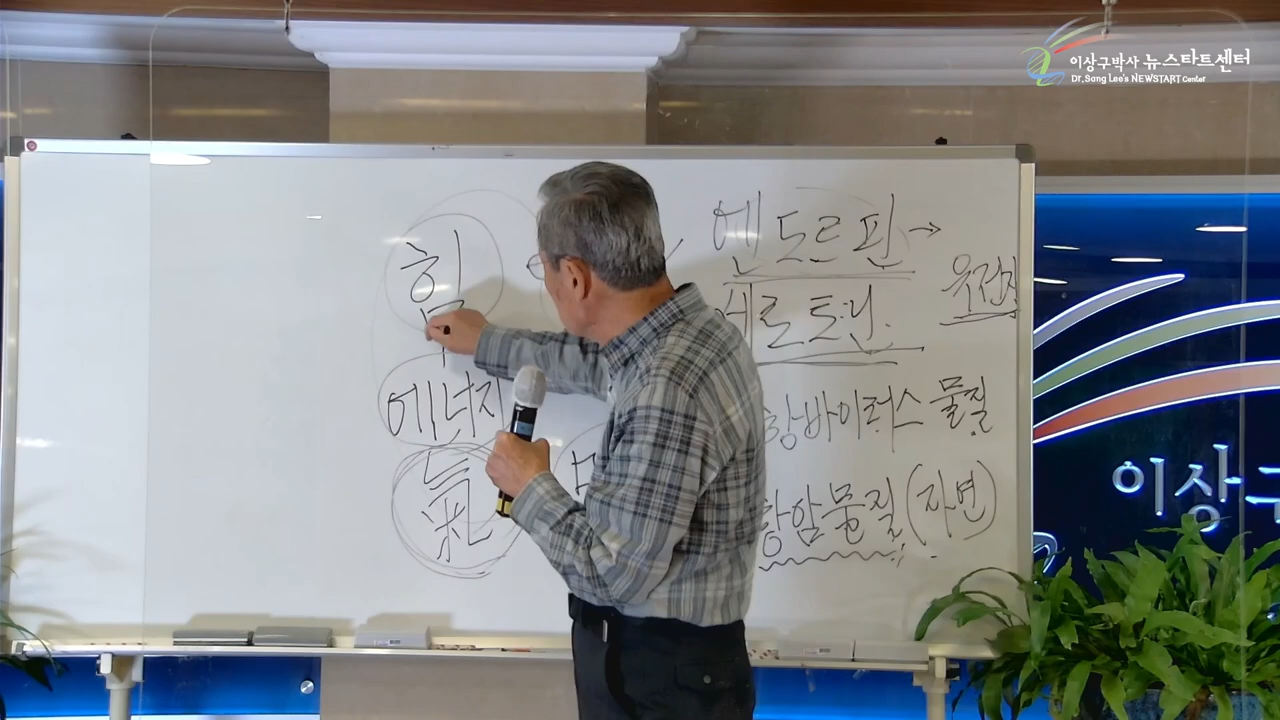 이상구박사 뉴스타트센터
Dr. Sang Lee's NEWSTART Center
힘
에너지
氣
엔도르핀→
세로토닌
유전자
항바이러스 물질
항암물질 (자연)
이상구